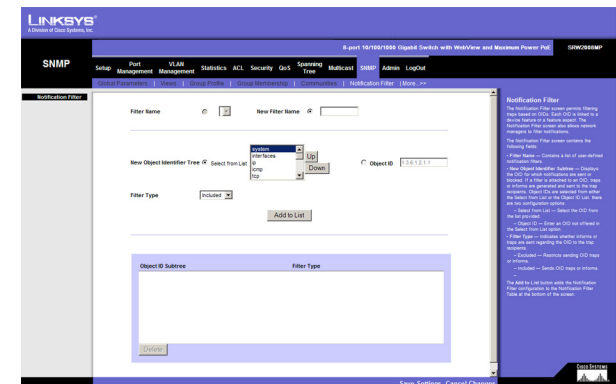 LINKSYS®
A Division of Cisco Systems, Inc.
8-port 10/100/1000 Gigabit Switch with WebView and Maximum Power PoE
SRW2008MP
SNMP
Setup Port Management VLAN Management Statistics ACL Security QoS Spanning Tree Multicast SNMP Admin LogOut
Global Parameters | Views | Group Profile | Group Membership | Communities | Notification Filter | More..>>
Notification Filter
Filter Name
New Filter Name
New Object Identifier Tree
Select from List
system
interfaces
ip
icmp
tcp
Up
Down
Object ID
1.3.6.1.2.1.1
Filter Type
Included
Add to List
Object ID Subtree
Filter Type
Delete
Notification Filter
The Notification Filter screen permits filtering
traps based on OIDs. Each OID is linked to a
device feature or a feature aspect. The
Notification Filter screen also allows network
managers to filter notifications.
The Notification Filter screen contains the
following fields:
- Filter Name — Contains a list of user-defined
notification filters.
- New Object Identifier Subtree — Displays
the OID for which notifications are sent or
blocked. If a filter is attached to an OID, traps
or informs are generated and sent to the trap
recipients. Object IDs are selected from either
the Select from List or the Object ID List. There
are two configuration options:
- Select from List — Select the OID from
the list provided.
- Object ID — Enter an OID not offered in
the Select from List option.
- Filter Type — Indicates whether informs or
traps are sent regarding the OID to the trap
recipients.
- Excluded — Restricts sending OID traps
or informs.
- Included — Sends OID traps or informs.
-
The Add to List button adds the Notification
Filter configuration to the Notification Filter
Table at the bottom of the screen.
Save Settings Cancel Changes
CISCO SYSTEMS